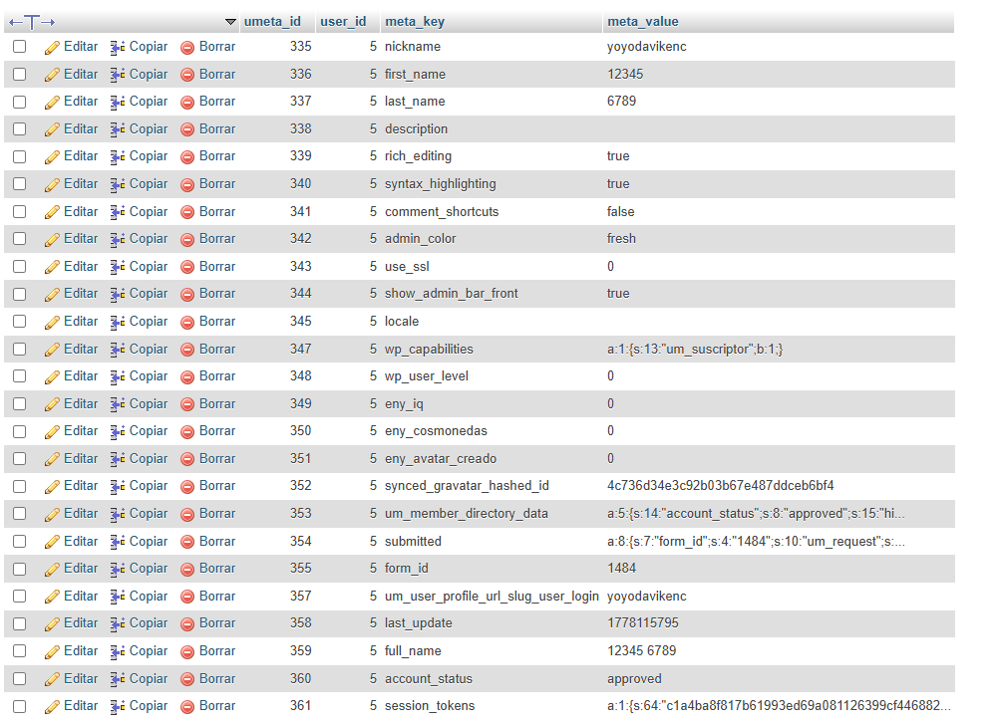 umeta_id user_id meta_key meta_value
Editar Copiar Borrar 335 5 nickname yoyodavikenc
Editar Copiar Borrar 336 5 first_name 12345
Editar Copiar Borrar 337 5 last_name 6789
Editar Copiar Borrar 338 5 description
Editar Copiar Borrar 339 5 rich_editing true
Editar Copiar Borrar 340 5 syntax_highlighting true
Editar Copiar Borrar 341 5 comment_shortcuts false
Editar Copiar Borrar 342 5 admin_color fresh
Editar Copiar Borrar 343 5 use_ssl 0
Editar Copiar Borrar 344 5 show_admin_bar_front true
Editar Copiar Borrar 345 5 locale
Editar Copiar Borrar 347 5 wp_capabilities a:1:{s:13:"um_suscriptor";b:1;}
Editar Copiar Borrar 348 5 wp_user_level 0
Editar Copiar Borrar 349 5 eny_iq 0
Editar Copiar Borrar 350 5 eny_cosmonedas 0
Editar Copiar Borrar 351 5 eny_avatar_creado 0
Editar Copiar Borrar 352 5 synced_gravatar_hashed_id 4c736d34e3c92b03b67e487ddceb6bf4
Editar Copiar Borrar 353 5 um_member_directory_data a:5:{s:14:"account_status";s:8:"approved";s:15:"hi...
Editar Copiar Borrar 354 5 submitted a:8:{s:7:"form_id";s:4:"1484";s:10:"um_request";s:...
Editar Copiar Borrar 355 5 form_id 1484
Editar Copiar Borrar 357 5 um_user_profile_url_slug_user_login yoyodavikenc
Editar Copiar Borrar 358 5 last_update 1778115795
Editar Copiar Borrar 359 5 full_name 12345 6789
Editar Copiar Borrar 360 5 account_status approved
Editar Copiar Borrar 361 5 session_tokens a:1:{s:64:"c1a4ba8f817b61993ed69a081126399cf446882...